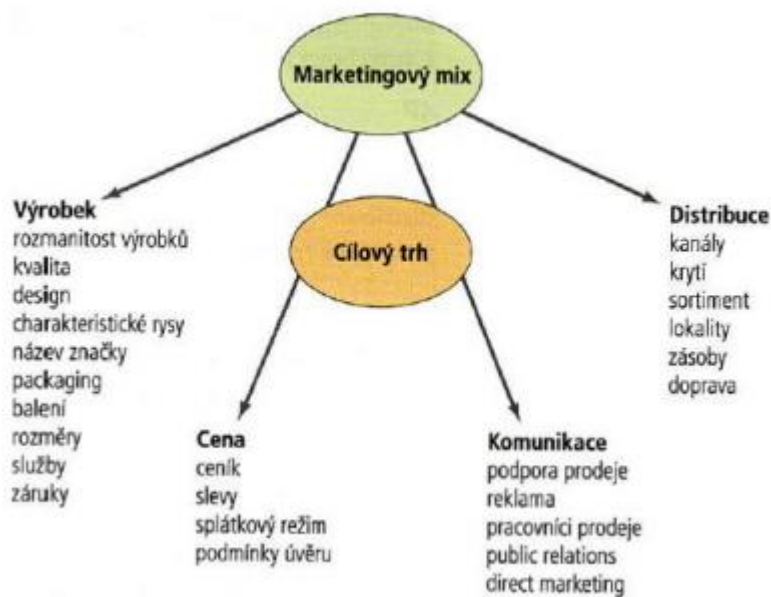 Marketingový mix
Cílový trh
Výrobek
rozmanitost výrobků
kvalita
design
charakteristické rysy
název značky
packaging
balení
rozměry
služby
záruky
Cena
ceník
slevy
splátkový režim
podmínky úvěru
Komunikace
podpora prodeje
reklama
pracovníci prodeje
public relations
direct marketing
Distribuce
kanály
krytí
sortiment
lokality
zásoby
doprava